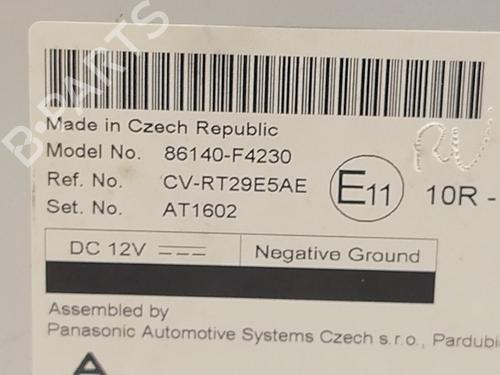 B-PARTS
Made in Czech Republic
Model No. 86140-F4230
Ref. No. CV-RT29E5AE
Set. No. AT1602
E11 10R -
DC 12V Negative Ground
Assembled by
Panasonic Automotive Systems Czech s.r.o., Pardubi